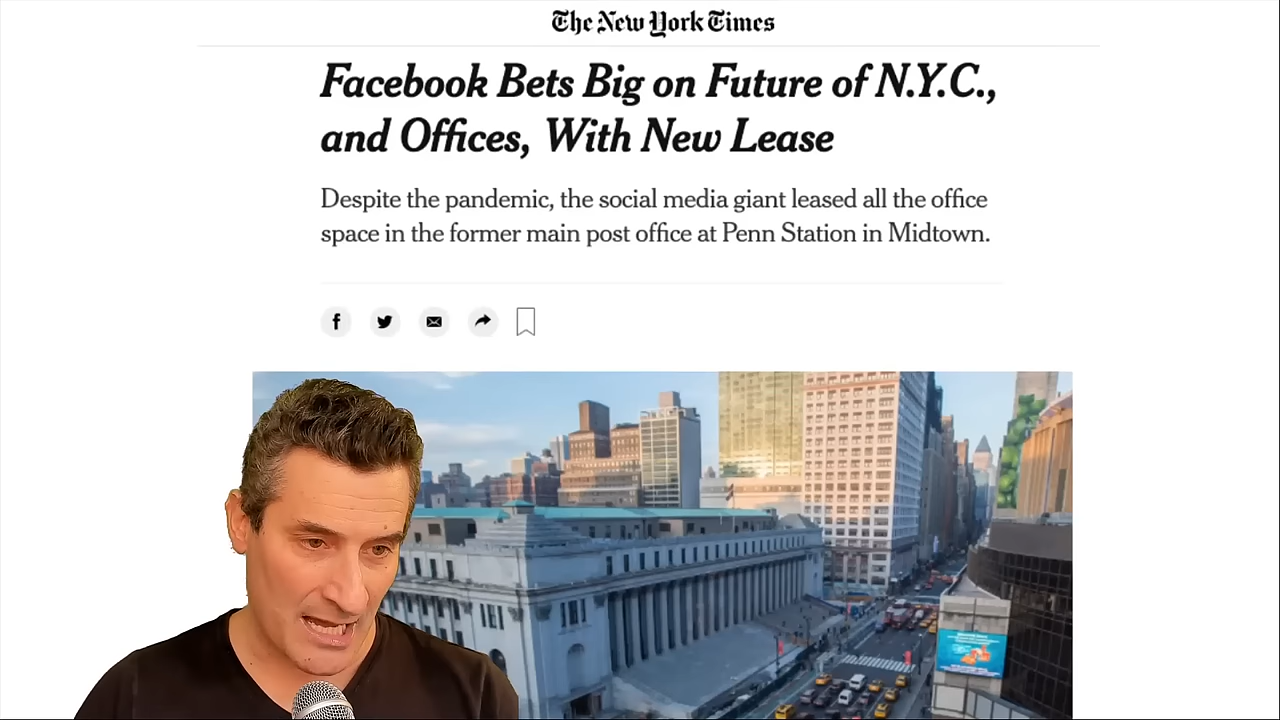 The New York Times
Facebook Bets Big on Future of N.Y.C.,
and Offices, With New Lease
Despite the pandemic, the social media giant leased all the office
space in the former main post office at Penn Station in Midtown.